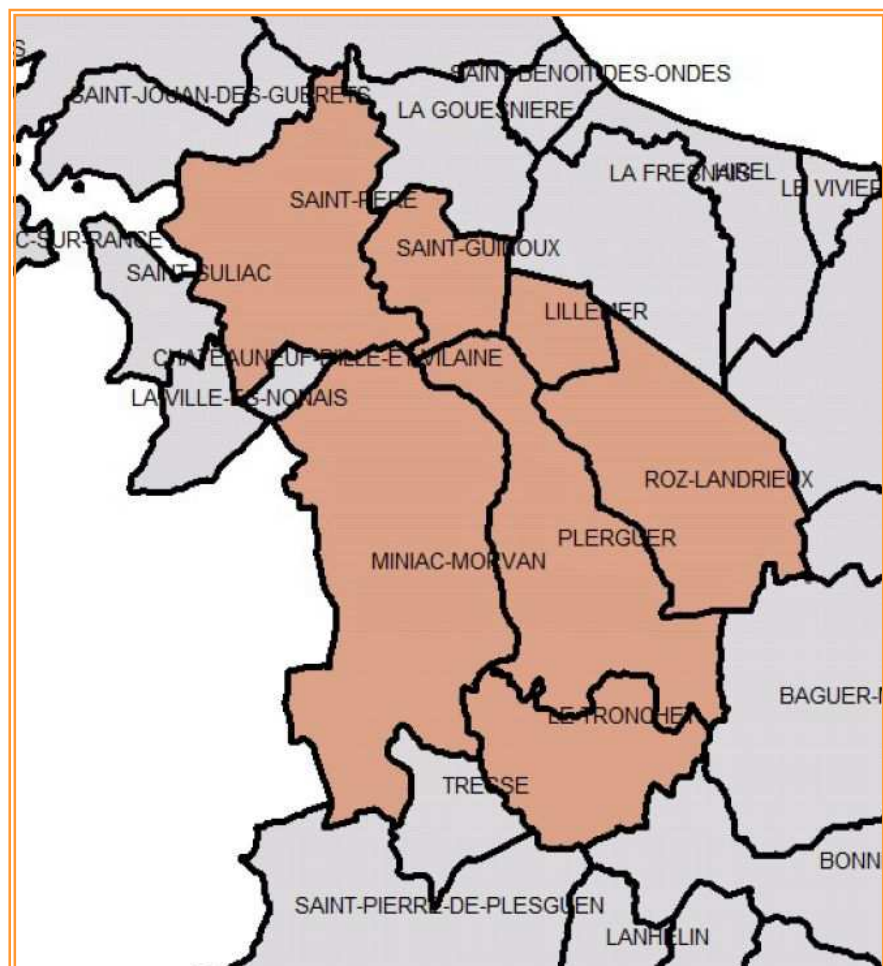 S
SAINT-BENOIT-DES-ONDES
SAINT-JOUAN-DES-GUERETS
LA GOUESNIERE
LA FRESNAIS
HIREL
LE VIVIER
SAINT-PERE
C-SUR-RANCE
SAINT-GUINOUX
SAINT-SULIAC
LILLEMER
CHATEAUNEUF-D'ILLE-ET-VILAINE
LA VILLE-ES-NONAIS
ROZ-LANDRIEUX
PLERGUER
MINIAC-MORVAN
BAGUER-M
LE TRONCHET
TRESSE
BONN
SAINT-PIERRE-DE-PLESGUEN
LANHELIN